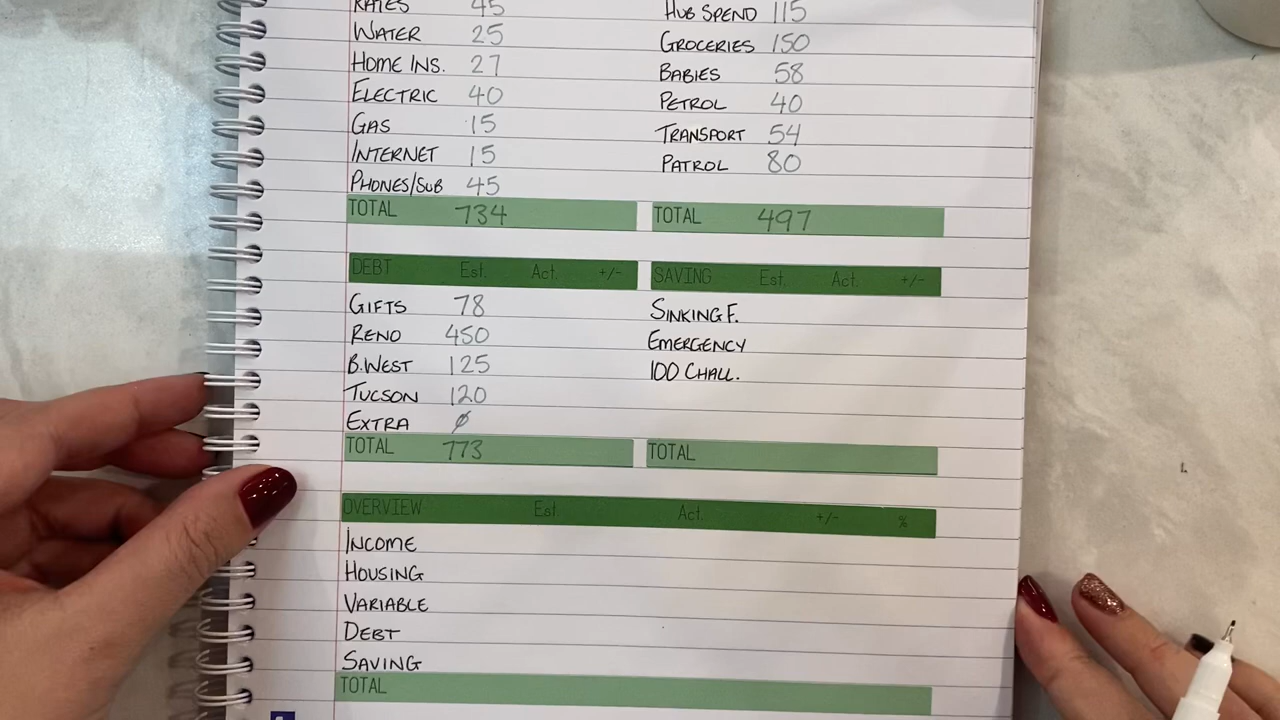 RATES 45
WATER 25
HOME INS. 27
ELECTRIC 40
GAS 15
INTERNET 15
PHONES/SUB 45
TOTAL 734
HUB SPEND 115
GROCERIES 150
BABIES 58
PETROL 40
TRANSPORT 54
PATROL 80
TOTAL 497
DEBT Est. Act. +/-
GIFTS 78
RENO 450
B.WEST 125
TUCSON 120
EXTRA ∅
TOTAL 773
SAVING Est. Act. +/-
SINKING F.
EMERGENCY
100 CHALL.
TOTAL
OVERVIEW Est. Act. +/- %
INCOME
HOUSING
VARIABLE
DEBT
SAVING
TOTAL